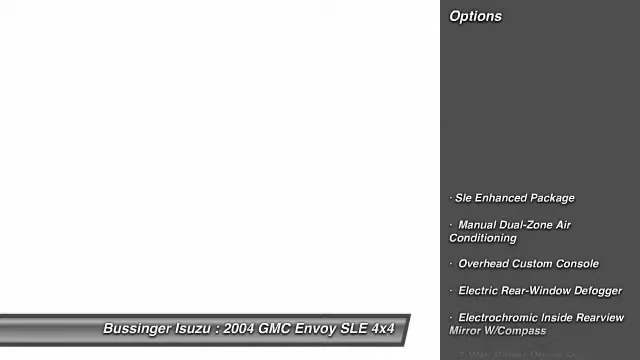 Options
· Sle Enhanced Package
· Manual Dual-Zone Air
Conditioning
· Overhead Custom Console
· Electric Rear-Window Defogger
· Electrochromic Inside Rearview
Mirror W/Compass
Bussinger Isuzu : 2004 GMC Envoy SLE 4x4